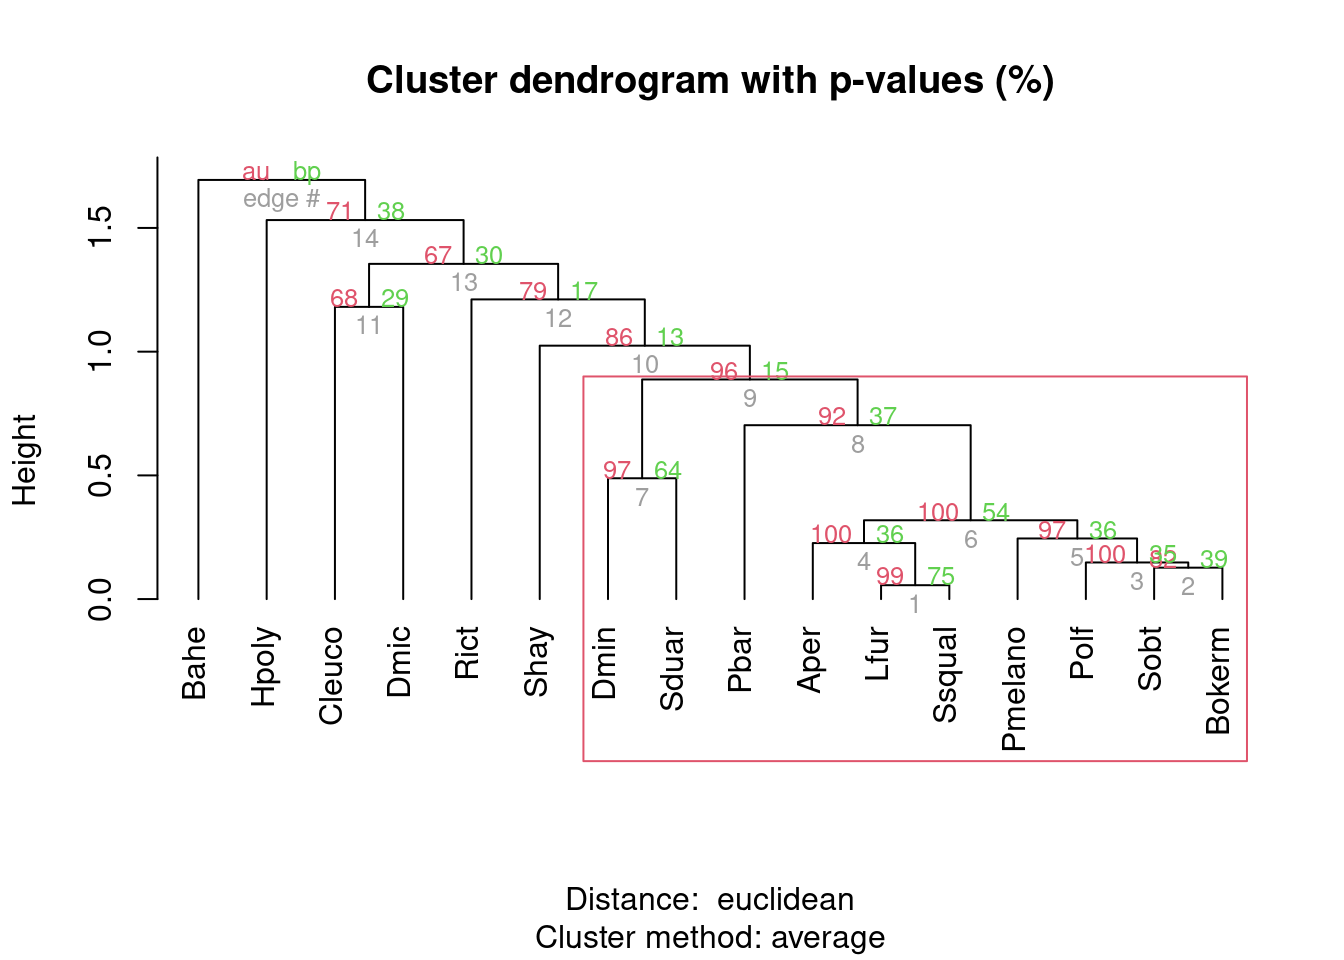 Cluster dendrogram with p-values (%)
au bp
edge #
71 38
14
67 30
13
68 29
11
79 17
12
86 13
10
96 15
9
92 37
8
97 64
7
100 54
6
97 36
5
100 36
4
100 35
3
82 39
2
99 75
1
Height
0.0 0.5 1.0 1.5
Bahe
Hpoly
Cleuco
Dmic
Rict
Shay
Dmin
Sduar
Pbar
Aper
Lfur
Ssqual
Pmelano
Polf
Sobt
Bokerm
Distance: euclidean
Cluster method: average